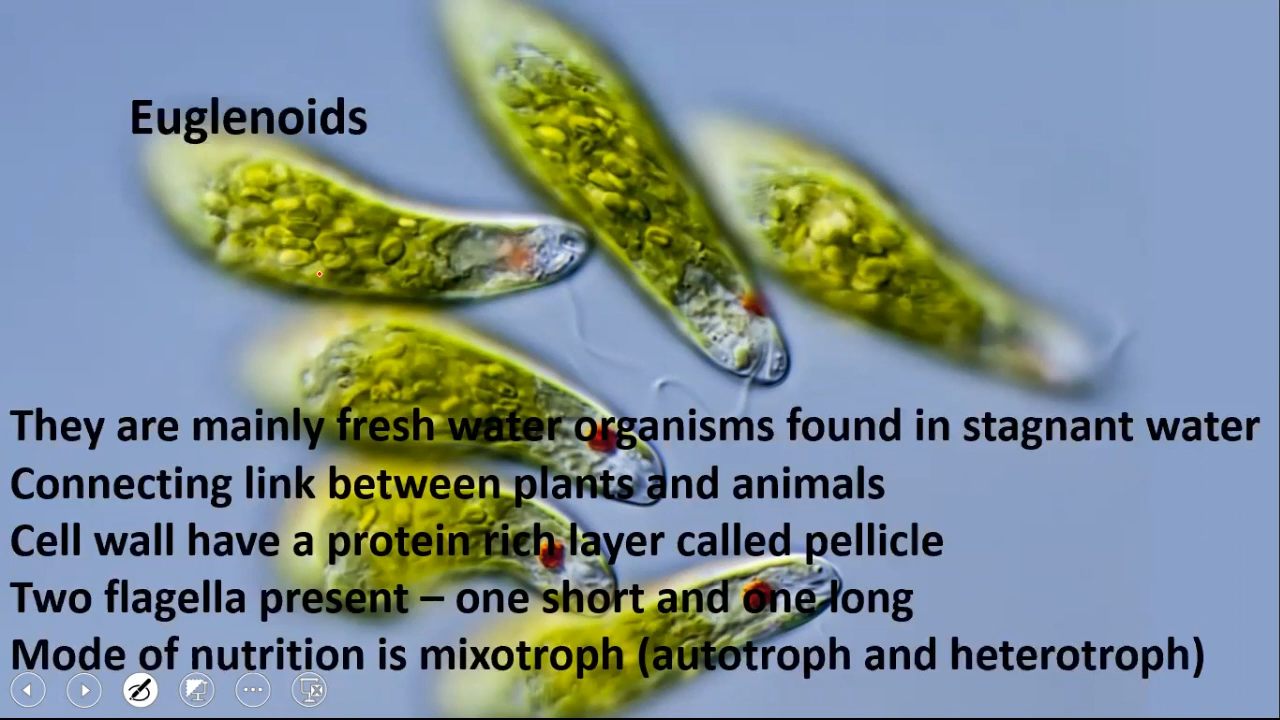 Euglenoids
They are mainly fresh water organisms found in stagnant water
Connecting link between plants and animals
Cell wall have a protein rich layer called pellicle
Two flagella present – one short and one long
Mode of nutrition is mixotroph (autotroph and heterotroph)